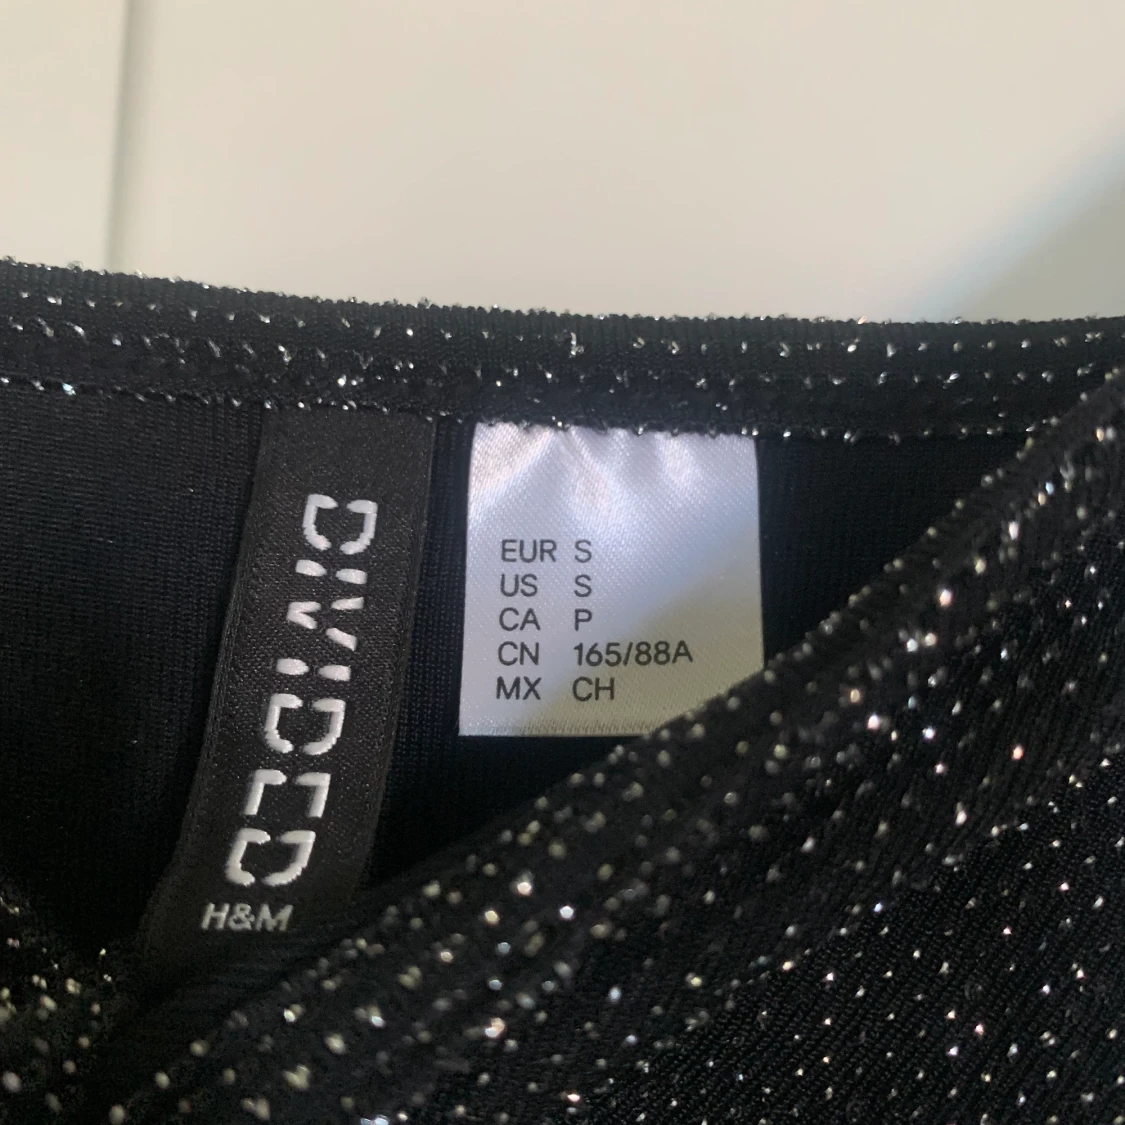 DIVIDED
H&M
EUR S
US S
CA P
CN 165/88A
MX CH